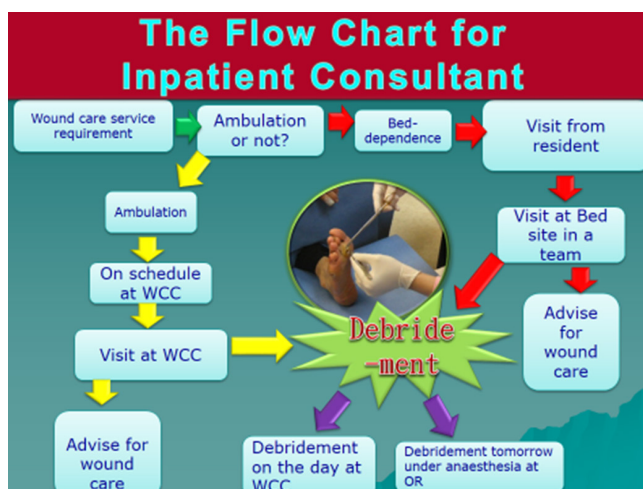 The Flow Chart for
Inpatient Consultant
Wound care service
requirement
Ambulation
or not?
Bed-
dependence
Visit from
resident
Ambulation
Visit at Bed
site in a
team
On schedule
at WCC
Debride
-ment
Advise for
wound
care
Visit at WCC
Advise for
wound
care
Debridement
on the day at
WCC
Debridement tomorrow
under anaesthesia at
OR